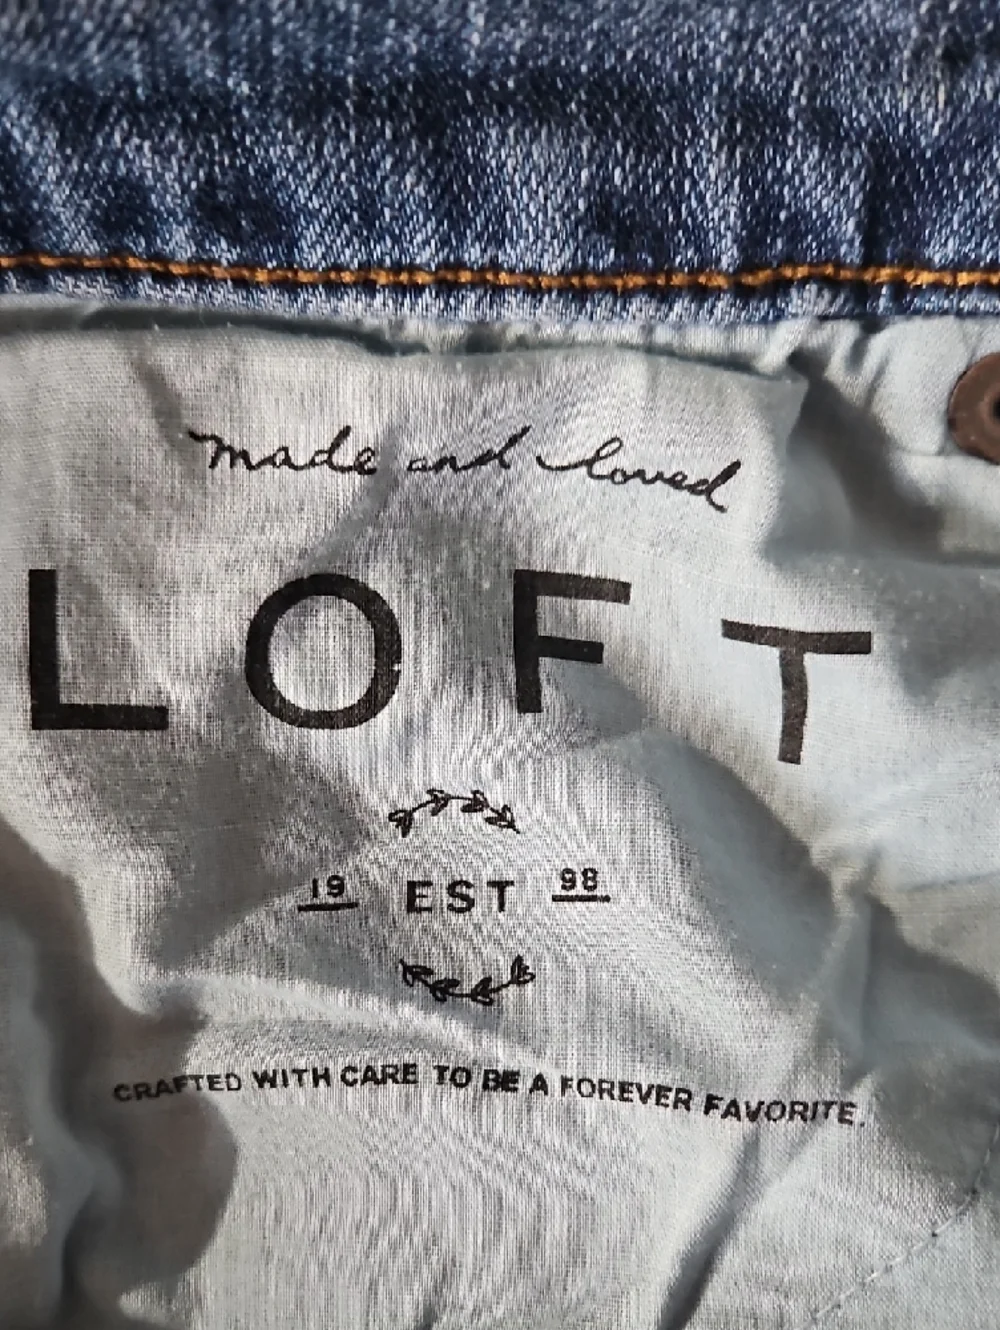 made and loved
LOFT
19 EST 98
CRAFTED WITH CARE TO BE A FOREVER FAVORITE.